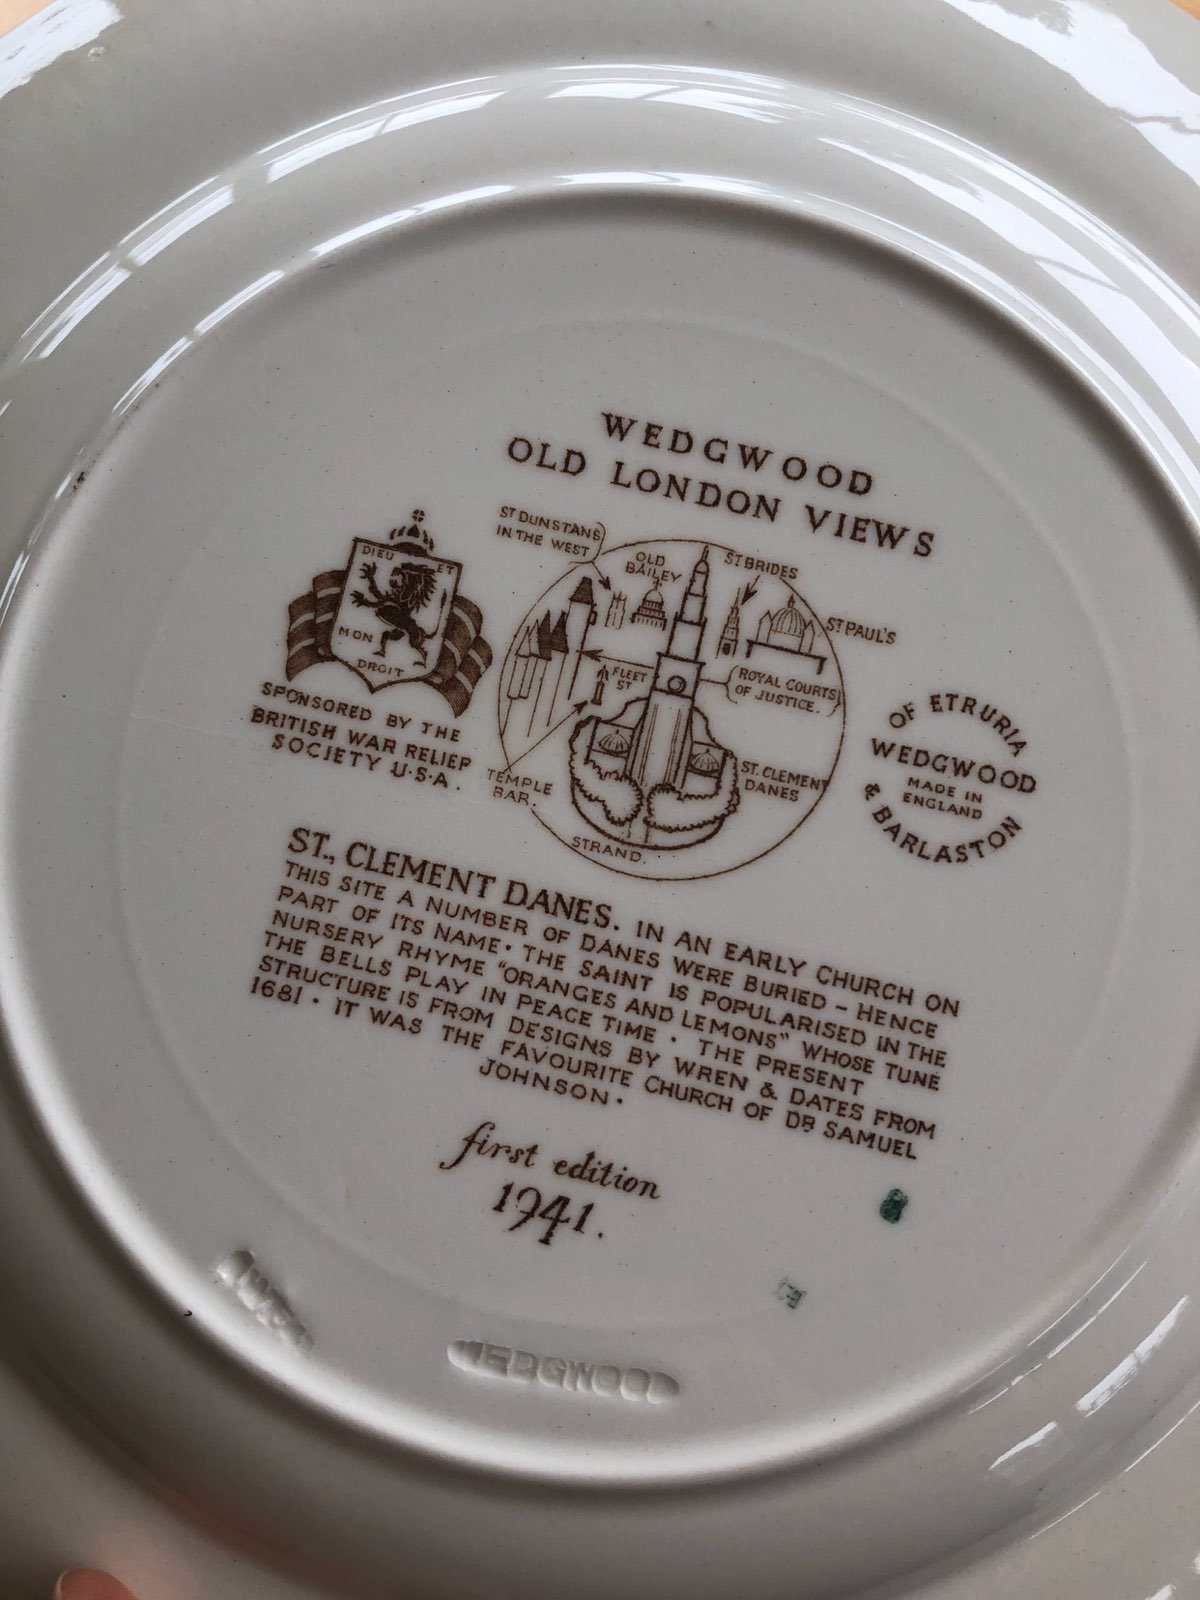 WEDGWOOD
OLD LONDON VIEWS
DIEU ET
MON
DROIT
SPONSORED BY THE
BRITISH WAR RELIEF
SOCIETY U·S·A.
ST DUNSTANS
IN THE WEST
OLD
BAILEY
ST BRIDES
ST PAUL'S
FLEET
ST
ROYAL COURTS
OF JUSTICE.
TEMPLE
BAR.
ST. CLEMENT
DANES
STRAND.
OF ETRURIA
WEDGWOOD
MADE IN
ENGLAND
& BARLASTON
ST., CLEMENT DANES. IN AN EARLY CHURCH ON
THIS SITE A NUMBER OF DANES WERE BURIED – HENCE
PART OF ITS NAME · THE SAINT IS POPULARISED IN THE
NURSERY RHYME "ORANGES AND LEMONS" WHOSE TUNE
THE BELLS PLAY IN PEACE TIME · THE PRESENT
STRUCTURE IS FROM DESIGNS BY WREN & DATES FROM
1681 · IT WAS THE FAVOURITE CHURCH OF DR SAMUEL
JOHNSON ·
first edition
1941.
WEDGWOOD